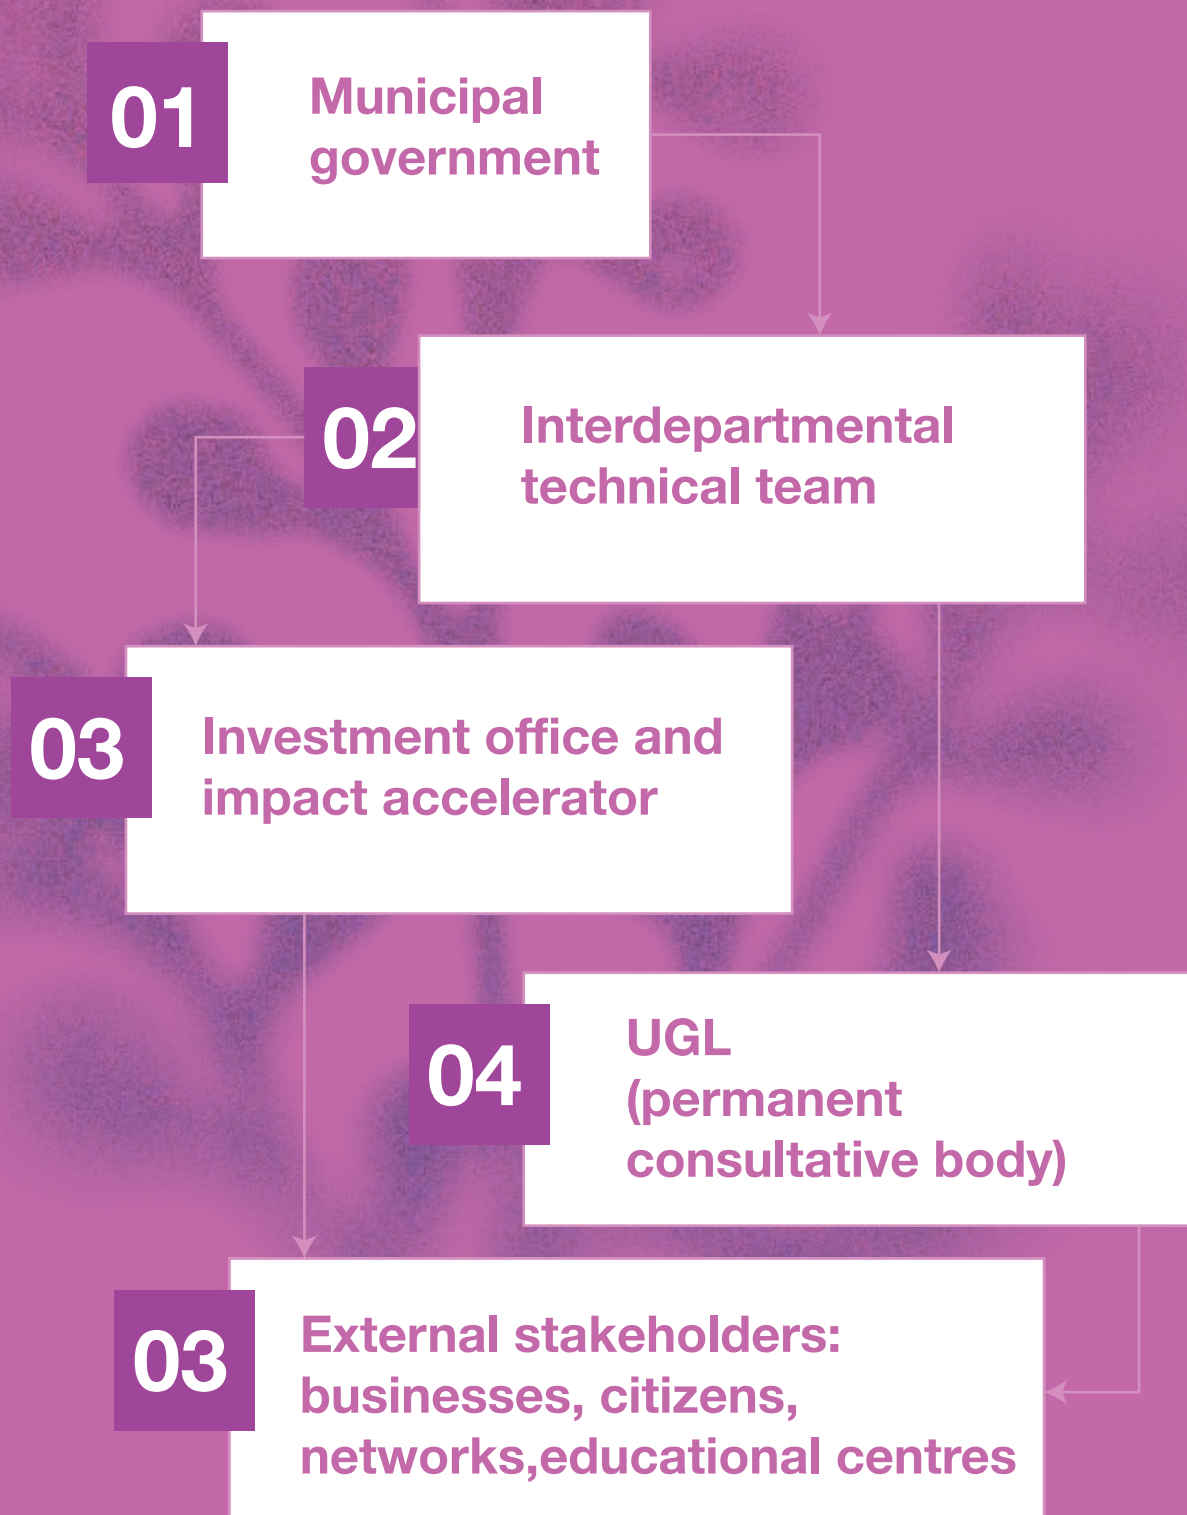 01
Municipal
government
02
Interdepartmental
technical team
03
Investment office and
impact accelerator
04
UGL
(permanent
consultative body)
03
External stakeholders:
businesses, citizens,
networks,educational centres